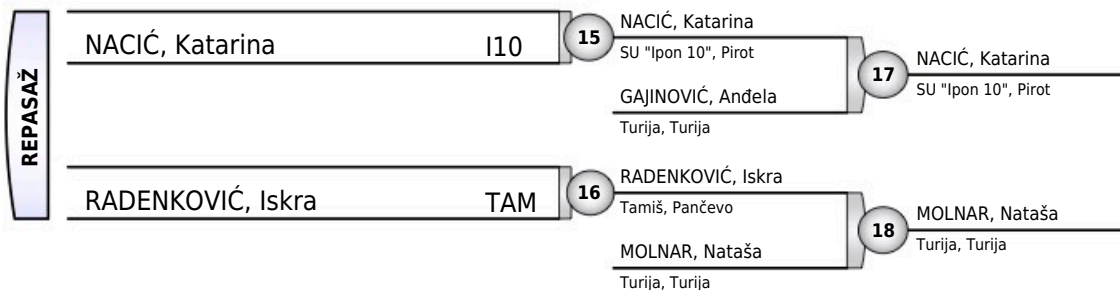 REPASAŽ
NACIĆ, Katarina I10
15
NACIĆ, Katarina
SU "Ipon 10", Pirot
GAJINOVIĆ, Anđela
Turija, Turija
17
NACIĆ, Katarina
SU "Ipon 10", Pirot
RADENKOVIĆ, Iskra TAM
16
RADENKOVIĆ, Iskra
Tamiš, Pančevo
MOLNAR, Nataša
Turija, Turija
18
MOLNAR, Nataša
Turija, Turija